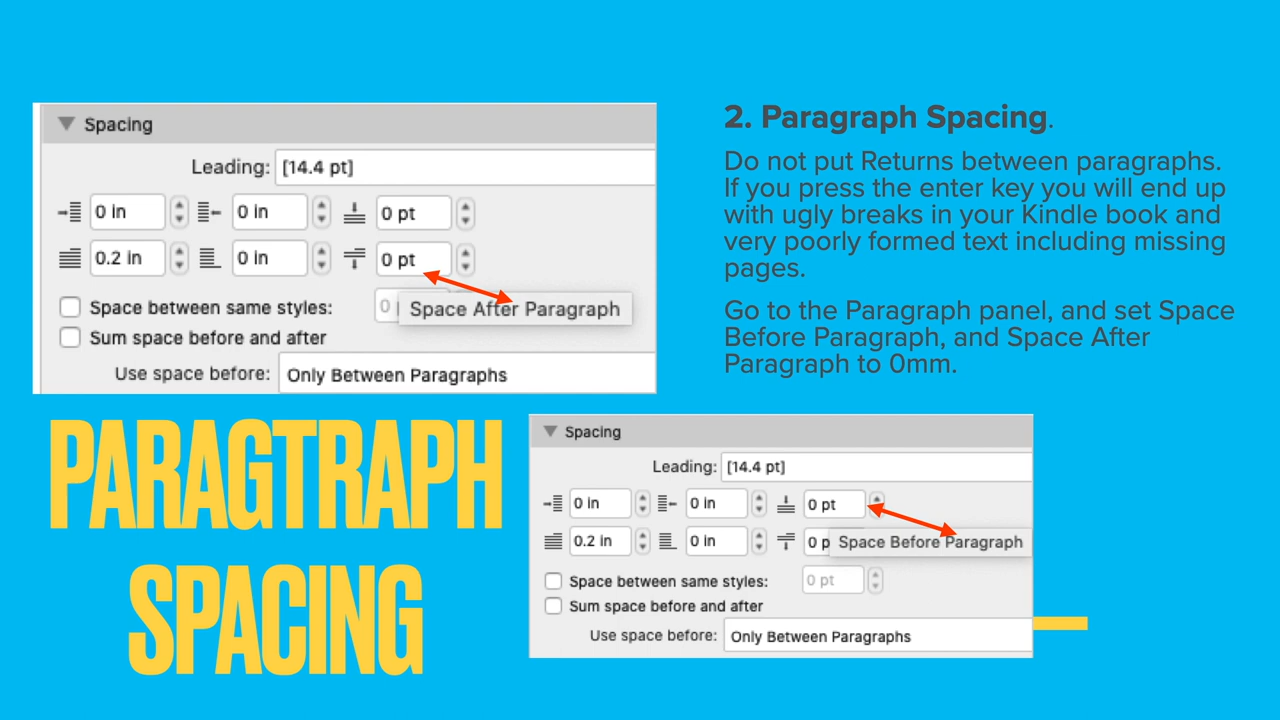 Spacing
Leading: [14.4 pt]
0 in 0 in 0 pt
0.2 in 0 in 0 pt
Space between same styles: 0
Space After Paragraph
Sum space before and after
Use space before: Only Between Paragraphs
2. Paragraph Spacing.
Do not put Returns between paragraphs.
If you press the enter key you will end up
with ugly breaks in your Kindle book and
very poorly formed text including missing
pages.
Go to the Paragraph panel, and set Space
Before Paragraph, and Space After
Paragraph to 0mm.
PARAGTRAPH
SPACING
Spacing
Leading: [14.4 pt]
0 in 0 in 0 pt
0.2 in 0 in 0 p
Space Before Paragraph
Space between same styles: 0 pt
Sum space before and after
Use space before: Only Between Paragraphs